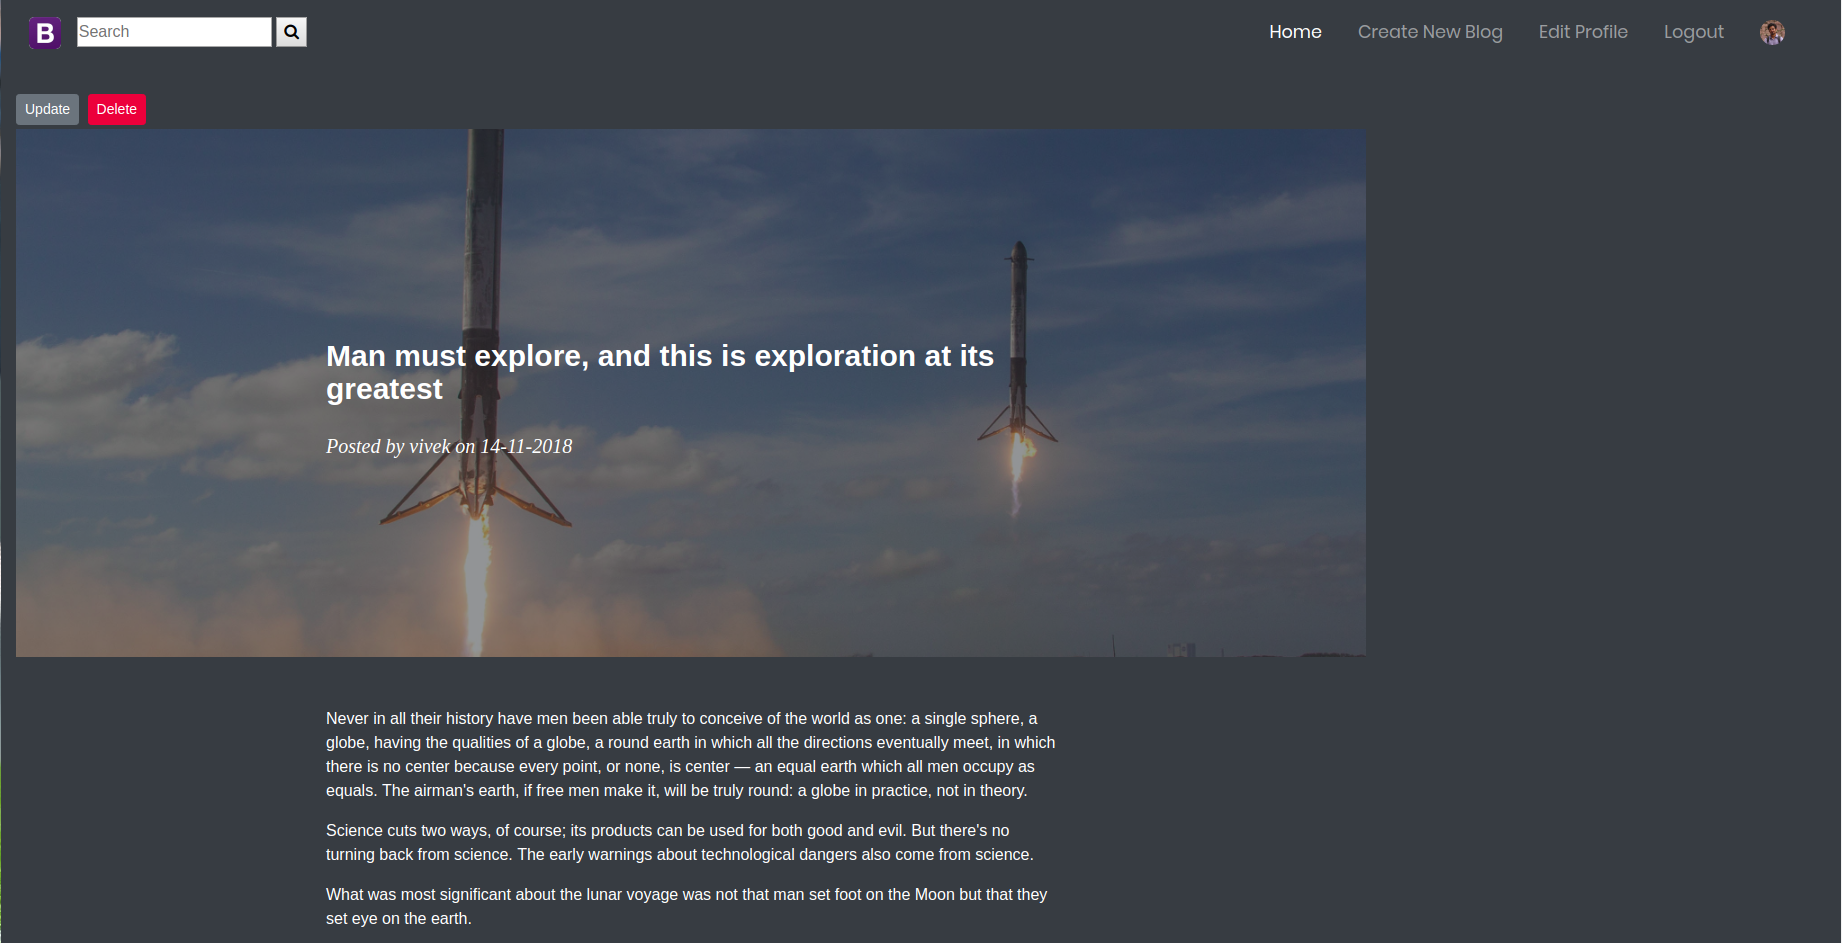 B
Search
Home Create New Blog Edit Profile Logout
Update Delete
Man must explore, and this is exploration at its
greatest
Posted by vivek on 14-11-2018
Never in all their history have men been able truly to conceive of the world as one: a single sphere, a
globe, having the qualities of a globe, a round earth in which all the directions eventually meet, in which
there is no center because every point, or none, is center — an equal earth which all men occupy as
equals. The airman's earth, if free men make it, will be truly round: a globe in practice, not in theory.
Science cuts two ways, of course; its products can be used for both good and evil. But there's no
turning back from science. The early warnings about technological dangers also come from science.
What was most significant about the lunar voyage was not that man set foot on the Moon but that they
set eye on the earth.